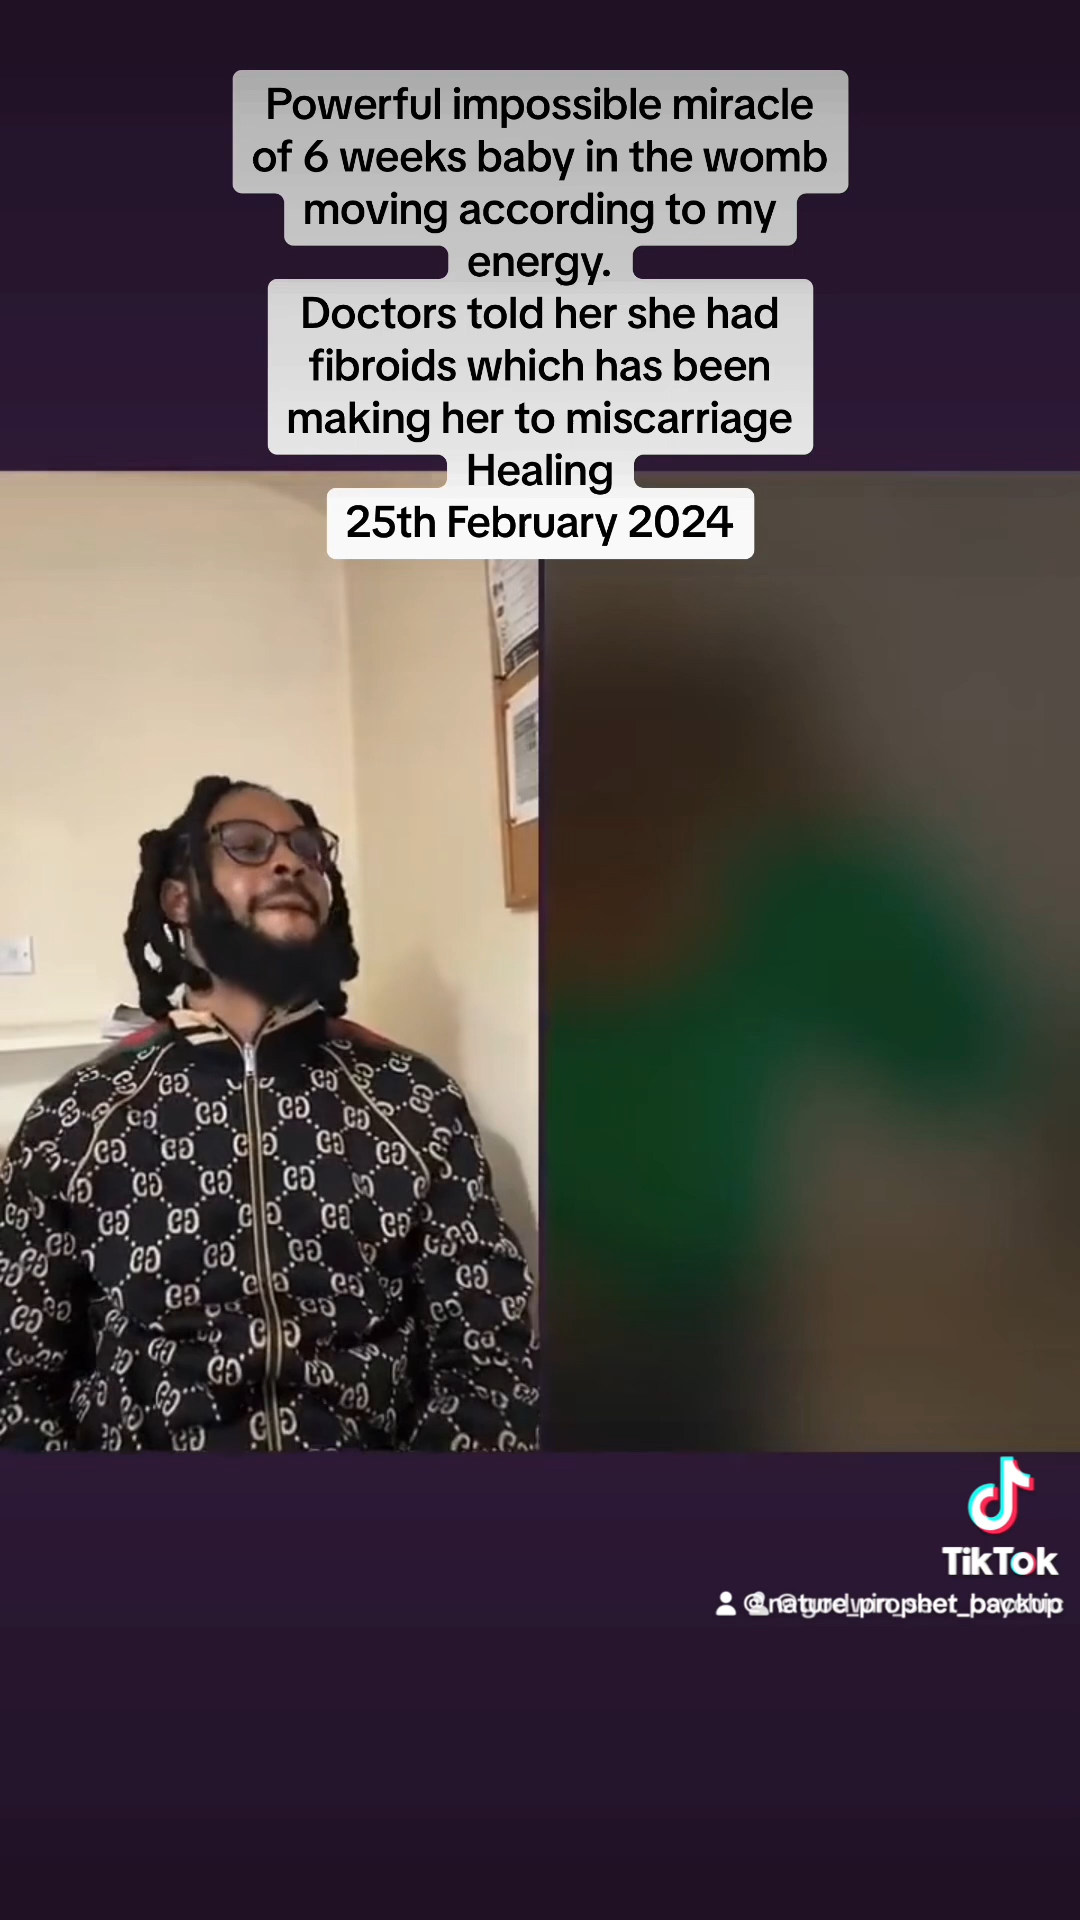 Powerful impossible miracle
of 6 weeks baby in the womb
moving according to my
energy.
Doctors told her she had
fibroids which has been
making her to miscarriage
Healing
25th February 2024
TikTok